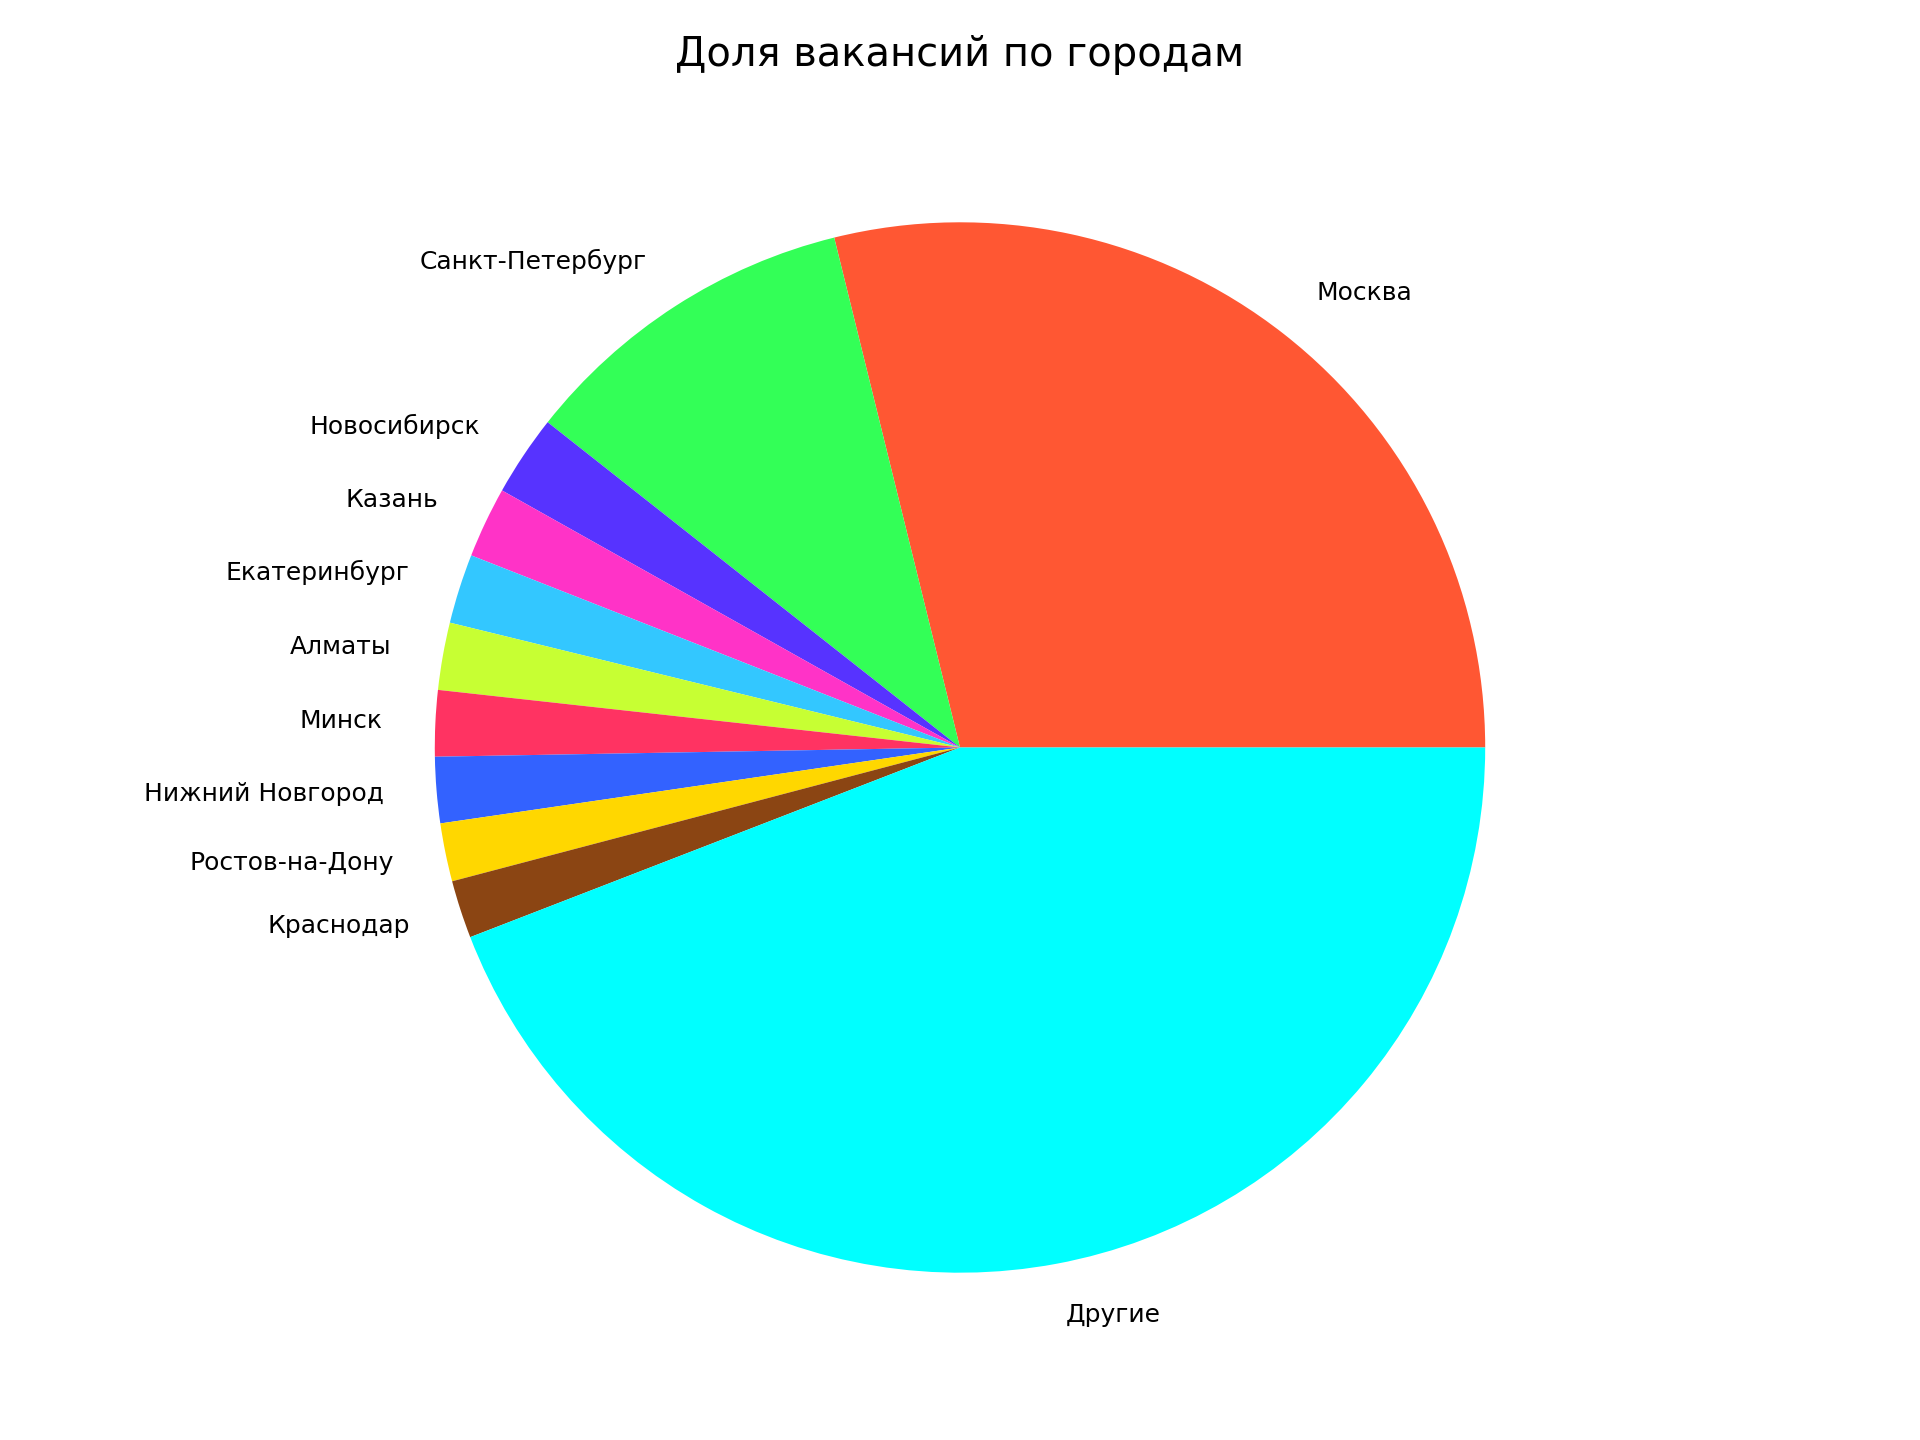 Доля вакансий по городам
Санкт-Петербург
Москва
Новосибирск
Казань
Екатеринбург
Алматы
Минск
Нижний Новгород
Ростов-на-Дону
Краснодар
Другие